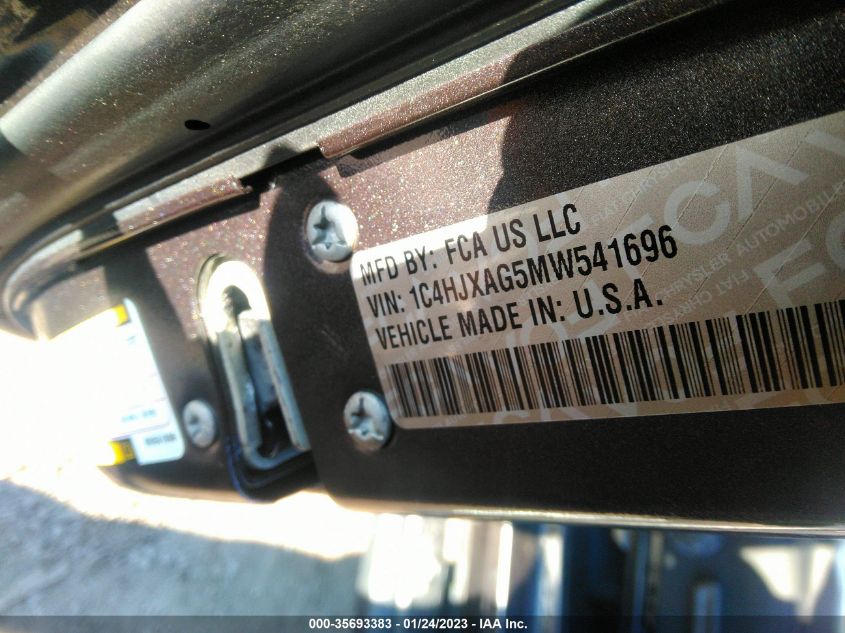 MFD BY: FCA US LLC
VIN: 1C4HJXAG5MW541696
VEHICLE MADE IN: U.S.A.
000-35693383 - 01/24/2023 - IAA Inc.